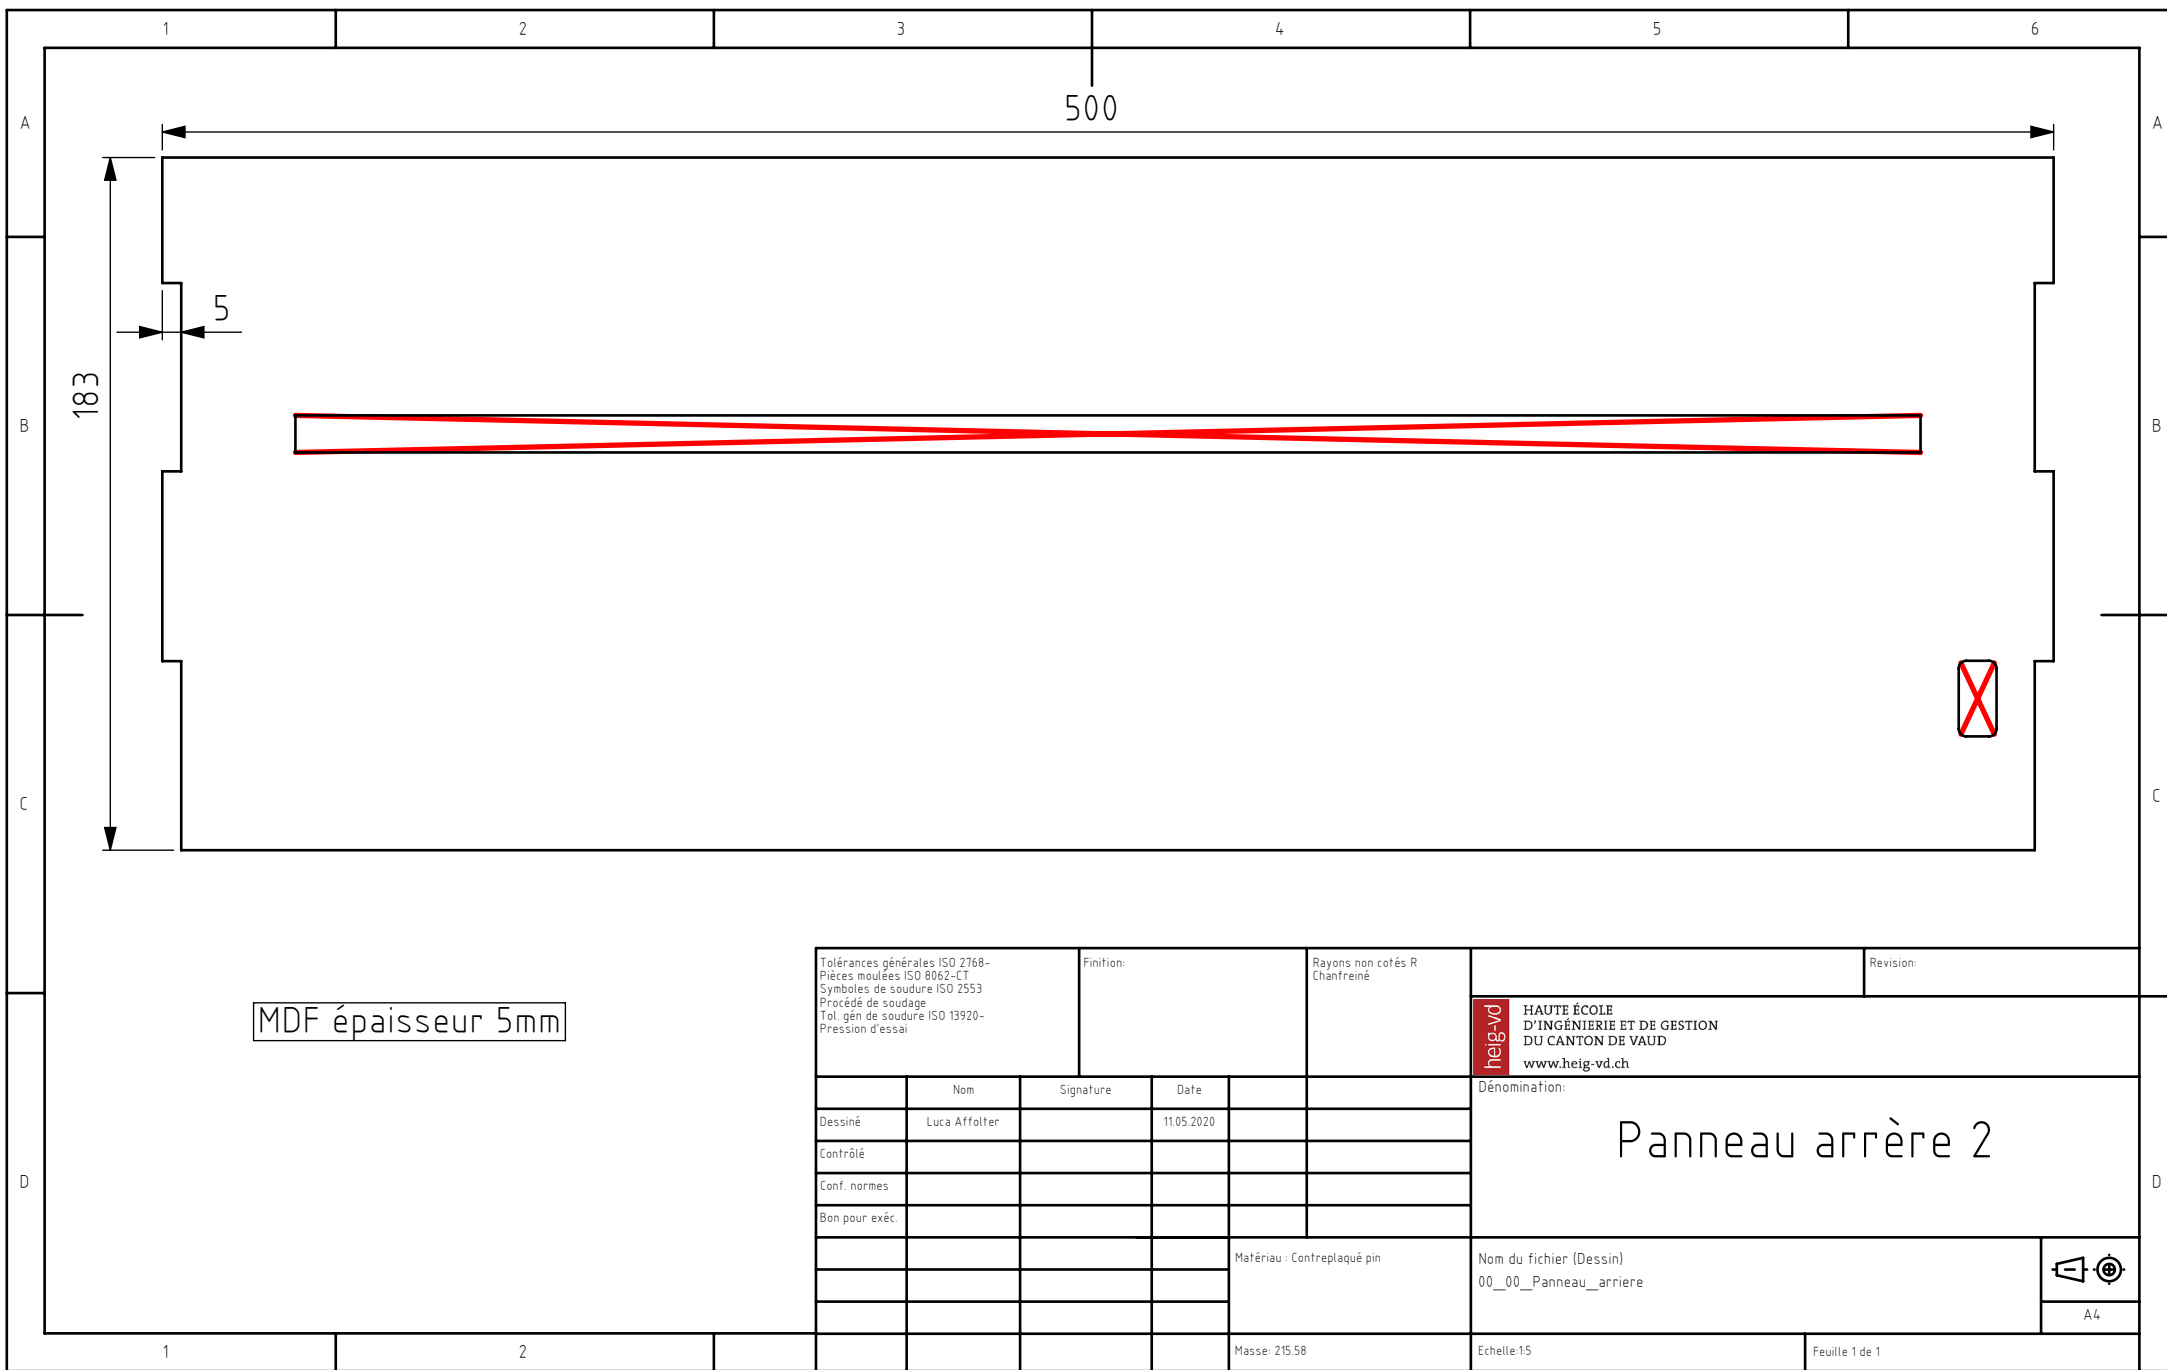 1 2 3 4 5 6
500
A A
5
183
B B
C C
MDF épaisseur 5mm
Tolérances générales ISO 2768-
Pièces moulées ISO 8062-CT
Symboles de soudure ISO 2553
Procédé de soudage
Tol. gén de soudure ISO 13920-
Pression d'essai
Finition:
Rayons non cotés R
Chanfreiné
Revision:
heig-vd
HAUTE ÉCOLE
D'INGÉNIERIE ET DE GESTION
DU CANTON DE VAUD
www.heig-vd.ch
Nom Signature Date
Dessiné Luca Affolter 11.05.2020
Contrôlé
Conf. normes
Bon pour exéc.
Dénomination:
Panneau arrère 2
D D
Matériau : Contreplaqué pin
Nom du fichier (Dessin)
00_00_Panneau_arriere
A4
Masse: 215.58
Echelle:1:5
Feuille 1 de 1
1 2